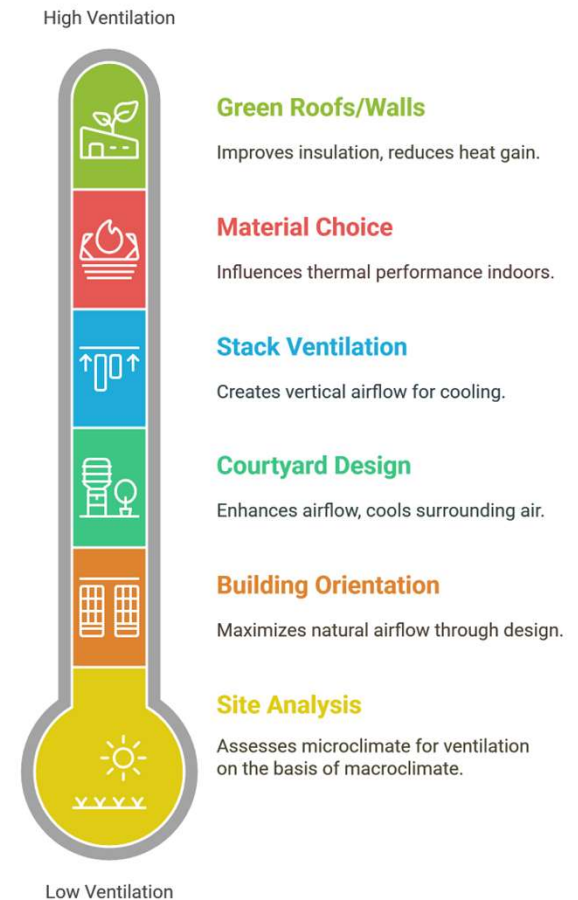 High Ventilation
Green Roofs/Walls
Improves insulation, reduces heat gain.
Material Choice
Influences thermal performance indoors.
Stack Ventilation
Creates vertical airflow for cooling.
Courtyard Design
Enhances airflow, cools surrounding air.
Building Orientation
Maximizes natural airflow through design.
Site Analysis
Assesses microclimate for ventilation
on the basis of macroclimate.
Low Ventilation